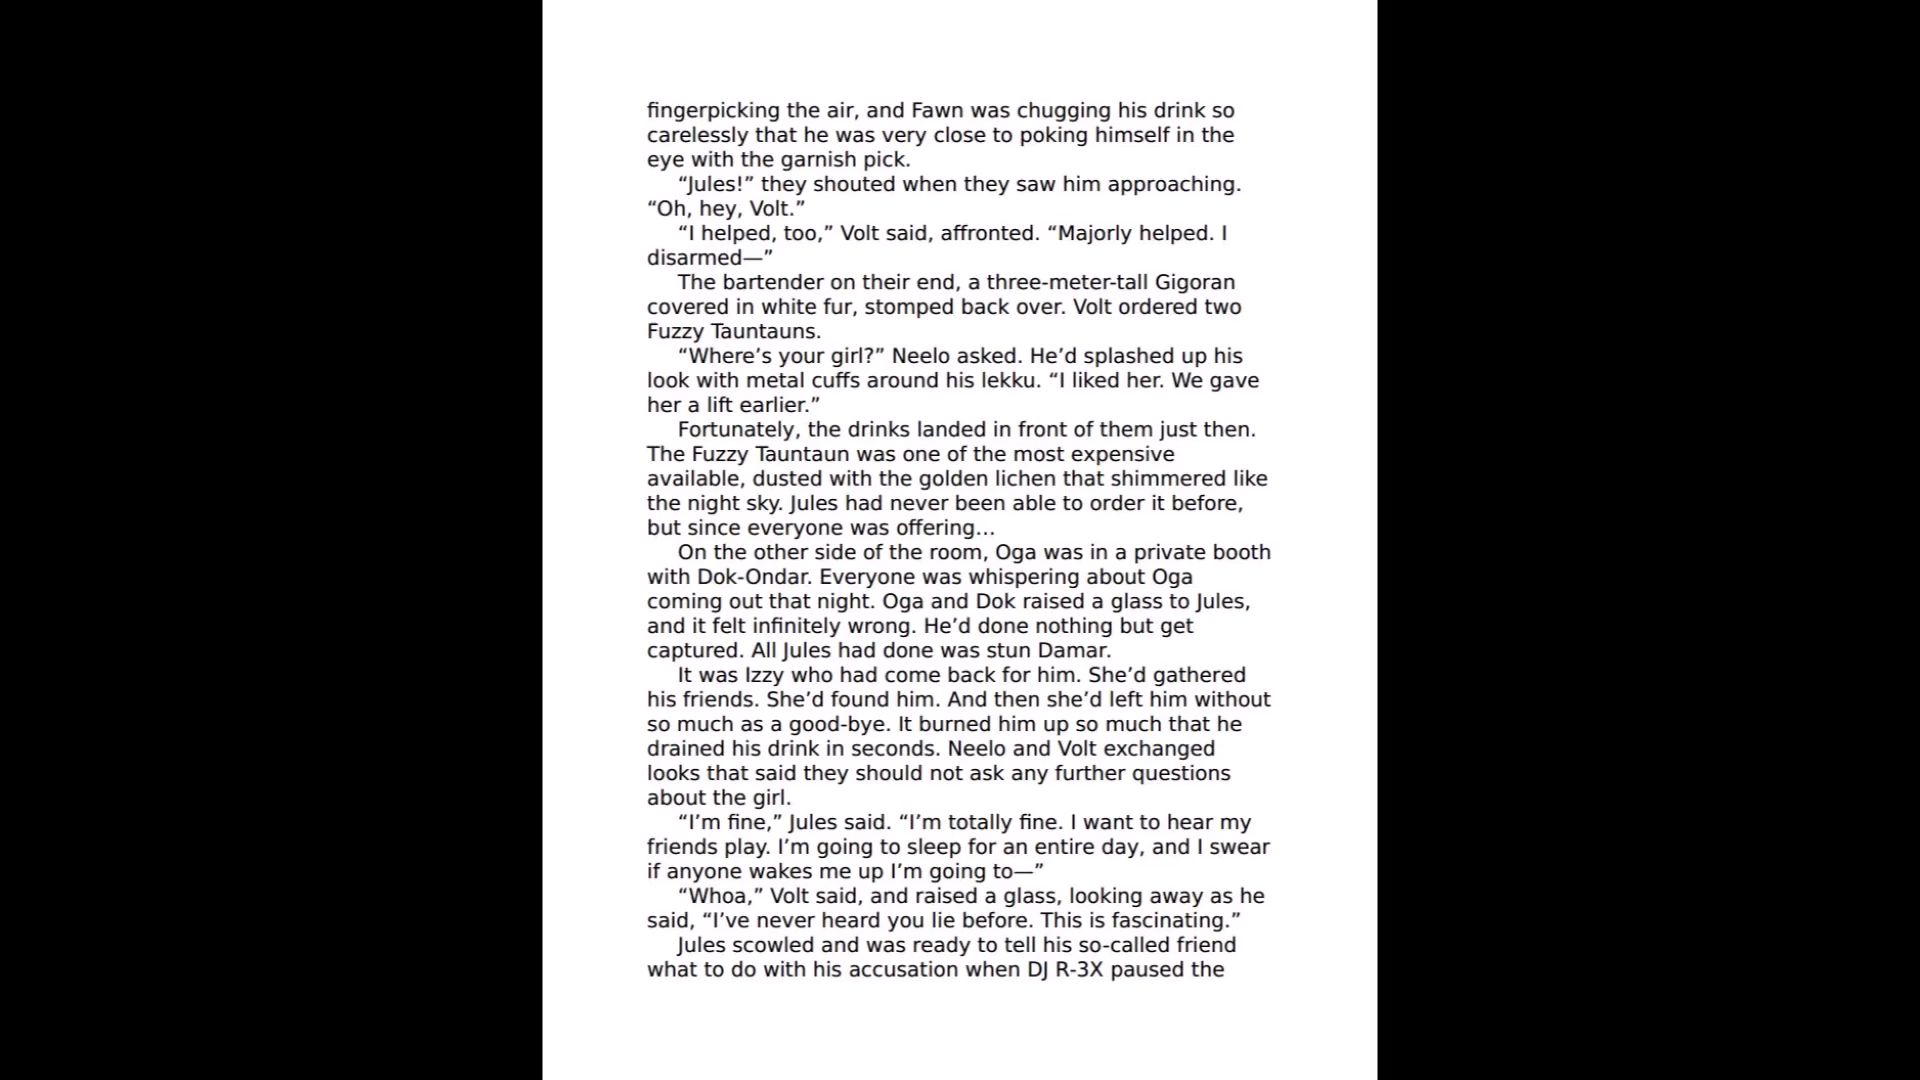 fingerpicking the air, and Fawn was chugging his drink so
carelessly that he was very close to poking himself in the
eye with the garnish pick.
“Jules!” they shouted when they saw him approaching.
“Oh, hey, Volt.”
“I helped, too,” Volt said, affronted. “Majorly helped. I
disarmed—”
The bartender on their end, a three-meter-tall Gigoran
covered in white fur, stomped back over. Volt ordered two
Fuzzy Tauntauns.
“Where’s your girl?” Neelo asked. He’d splashed up his
look with metal cuffs around his lekku. “I liked her. We gave
her a lift earlier.”
Fortunately, the drinks landed in front of them just then.
The Fuzzy Tauntaun was one of the most expensive
available, dusted with the golden lichen that shimmered like
the night sky. Jules had never been able to order it before,
but since everyone was offering…
On the other side of the room, Oga was in a private booth
with Dok-Ondar. Everyone was whispering about Oga
coming out that night. Oga and Dok raised a glass to Jules,
and it felt infinitely wrong. He’d done nothing but get
captured. All Jules had done was stun Damar.
It was Izzy who had come back for him. She’d gathered
his friends. She’d found him. And then she’d left him without
so much as a good-bye. It burned him up so much that he
drained his drink in seconds. Neelo and Volt exchanged
looks that said they should not ask any further questions
about the girl.
“I’m fine,” Jules said. “I’m totally fine. I want to hear my
friends play. I’m going to sleep for an entire day, and I swear
if anyone wakes me up I’m going to—”
“Whoa,” Volt said, and raised a glass, looking away as he
said, “I’ve never heard you lie before. This is fascinating.”
Jules scowled and was ready to tell his so-called friend
what to do with his accusation when DJ R-3X paused the